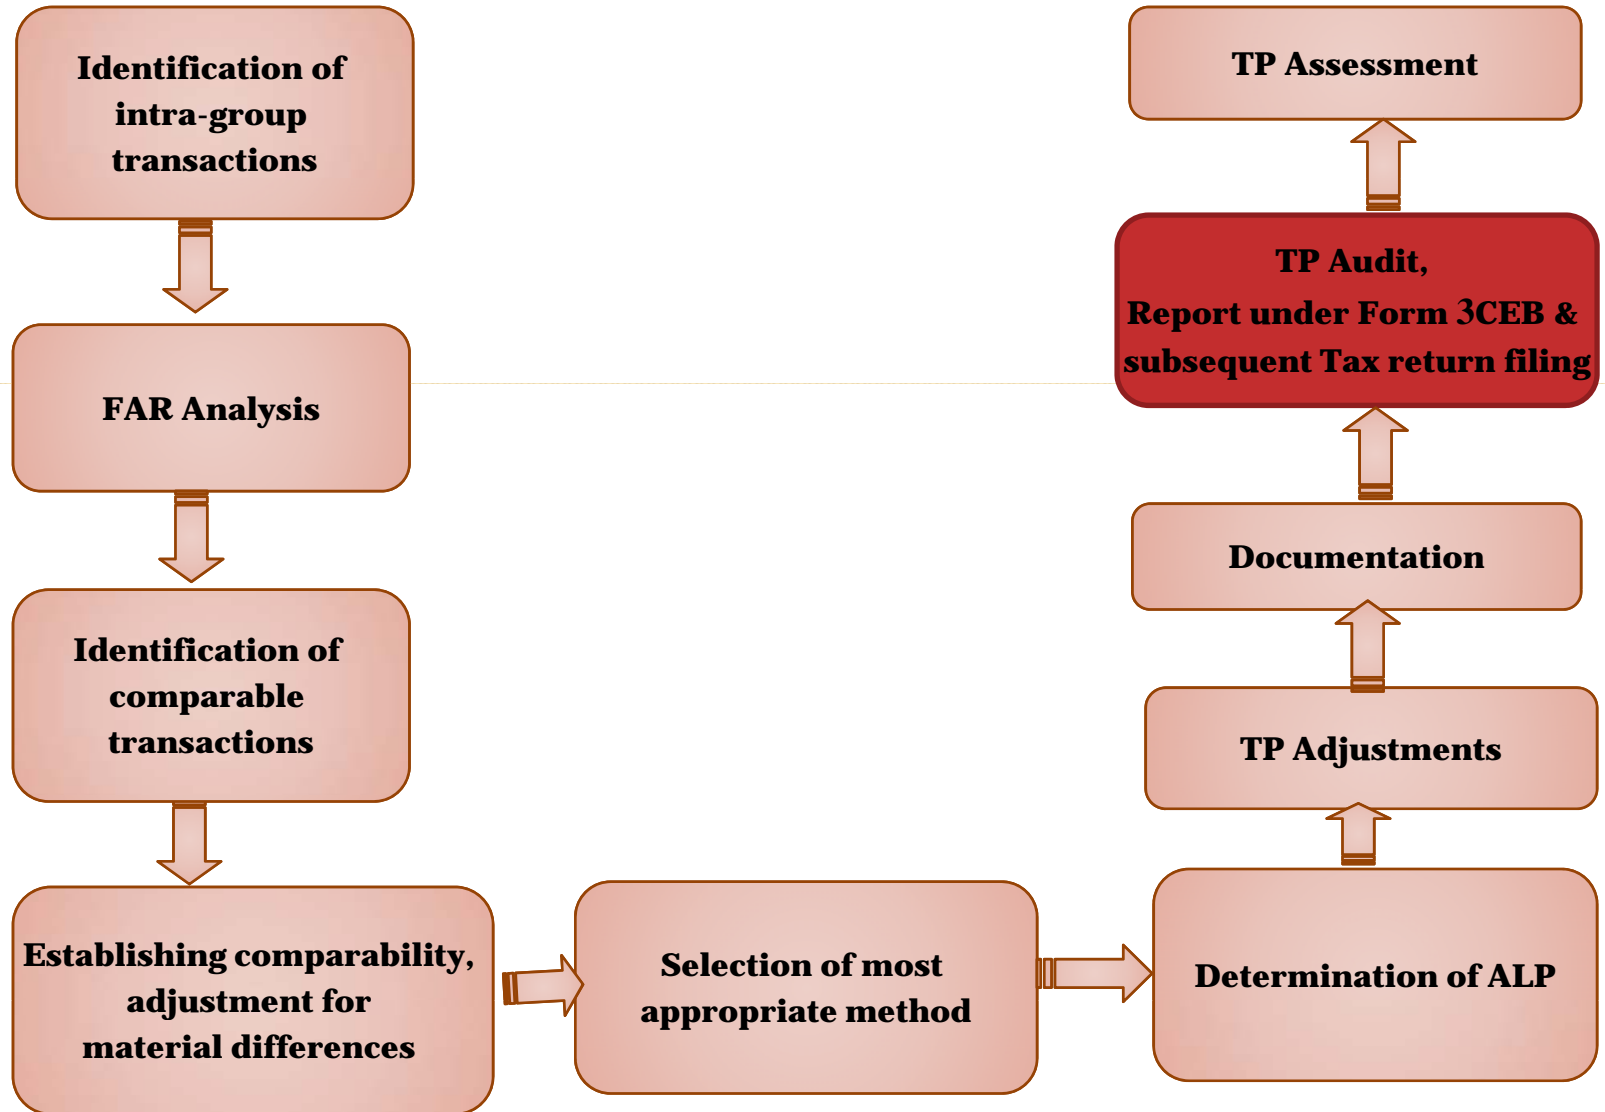 Identification of
intra-group
transactions
FAR Analysis
Identification of
comparable
transactions
Establishing comparability,
adjustment for
material differences
Selection of most
appropriate method
Determination of ALP
TP Adjustments
Documentation
TP Audit,
Report under Form 3CEB &
subsequent Tax return filing
TP Assessment